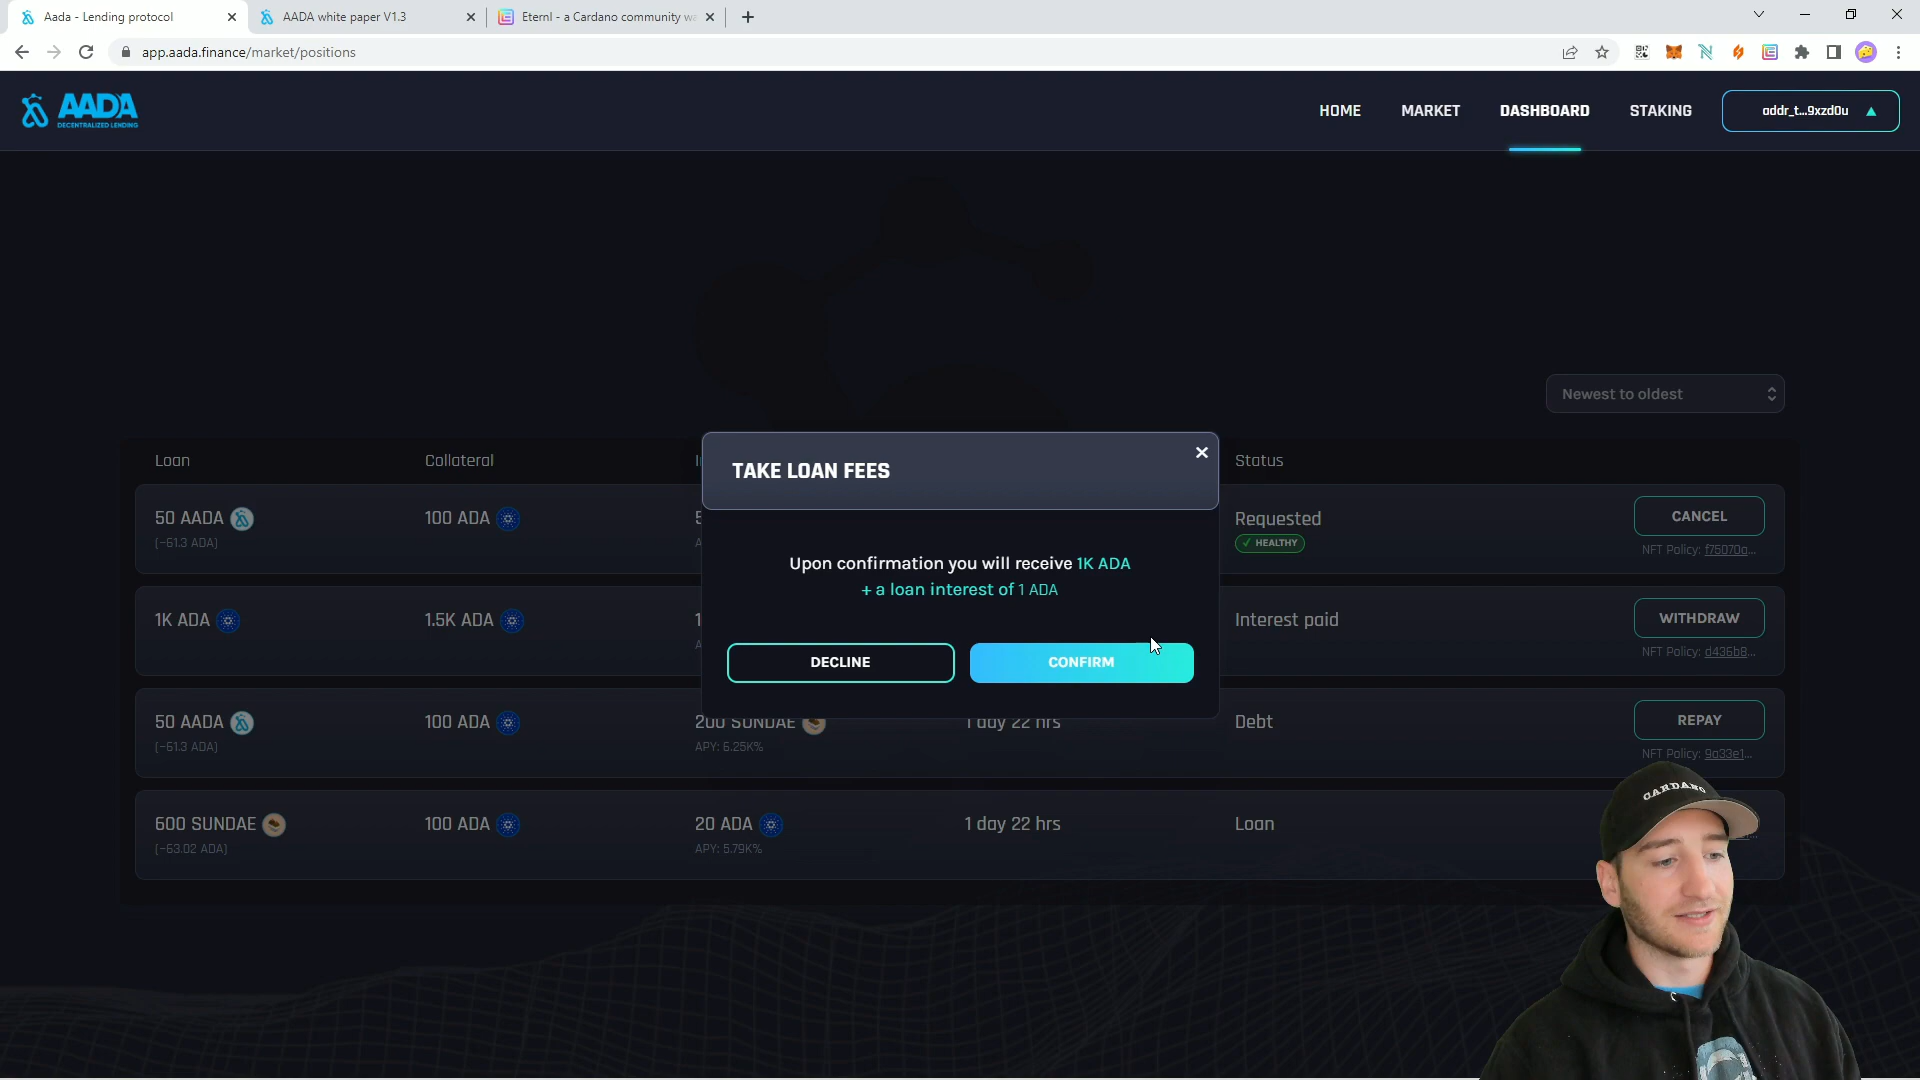 Aada - Lending protocol
AADA white paper V1.3
Eternl - a Cardano community wa
app.aada.finance/market/positions
AADA
DECENTRALIZED LENDING
HOME
MARKET
DASHBOARD
STAKING
addr_t...9xzd0u
Newest to oldest
Loan
Collateral
Status
50 AADA
(~61.3 ADA)
100 ADA
Requested
HEALTHY
CANCEL
NFT Policy: f75070a...
1K ADA
1.5K ADA
Interest paid
WITHDRAW
NFT Policy: d436b8...
TAKE LOAN FEES
Upon confirmation you will receive 1K ADA
+ a loan interest of 1 ADA
DECLINE
CONFIRM
50 AADA
(~61.3 ADA)
100 ADA
200 SUNDAE
APY: 6.25K%
1 day 22 hrs
Debt
REPAY
NFT Policy: 9a33e1...
600 SUNDAE
(~63.02 ADA)
100 ADA
20 ADA
APY: 5.79K%
1 day 22 hrs
Loan
CARDANO